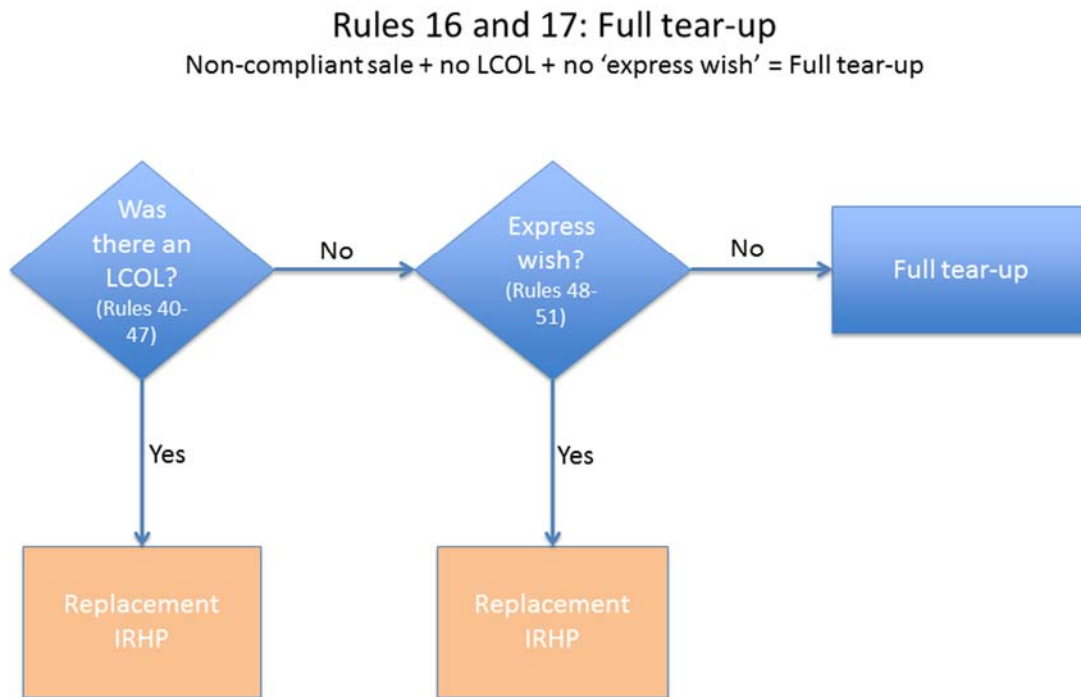 Rules 16 and 17: Full tear-up
Non-compliant sale + no LCOL + no ‘express wish’ = Full tear-up
Was
there an
LCOL?
(Rules 40-
47)
No
Express
wish?
(Rules 48-
51)
No
Full tear-up
Yes
Yes
Replacement
IRHP
Replacement
IRHP